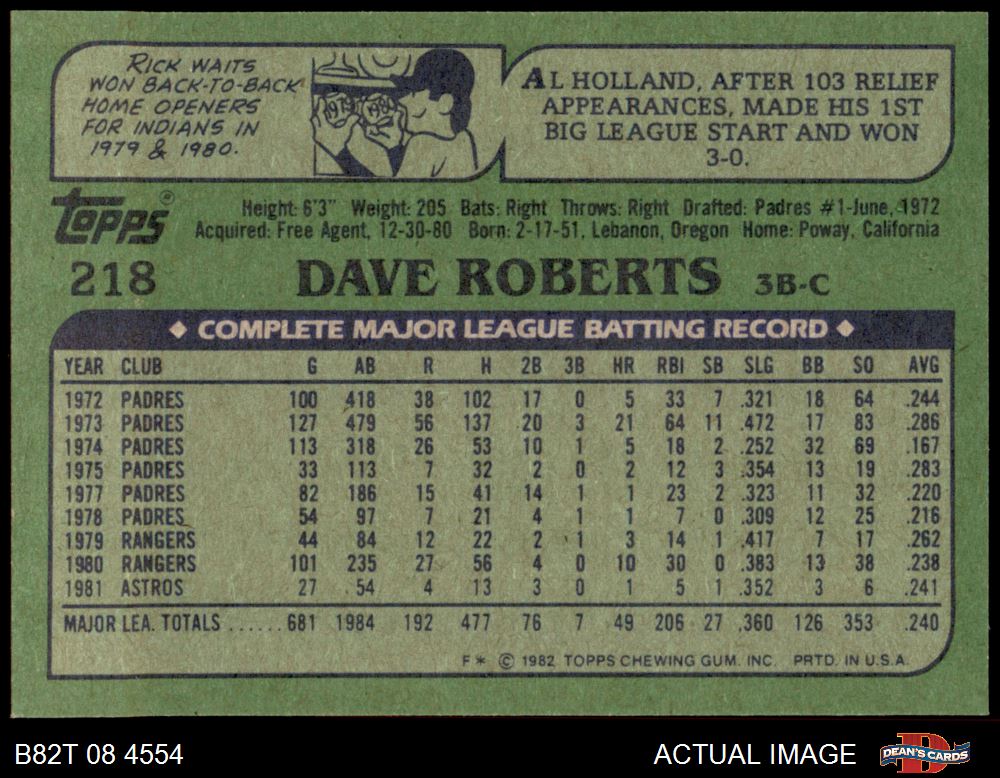 RICK WAITS
WON BACK-TO-BACK
HOME OPENERS
FOR INDIANS IN
1979 & 1980.
AL HOLLAND, AFTER 103 RELIEF
APPEARANCES, MADE HIS 1ST
BIG LEAGUE START AND WON
3-0.
Topps®
Height: 6'3" Weight: 205 Bats: Right Throws: Right Drafted: Padres #1-June, 1972
Acquired: Free Agent, 12-30-80 Born: 2-17-51, Lebanon, Oregon Home: Poway, California
218 DAVE ROBERTS 3B-C
◆ COMPLETE MAJOR LEAGUE BATTING RECORD ◆
YEAR CLUB G AB R H 2B 3B HR RBI SB SLG BB SO AVG
1972 PADRES 100 418 38 102 17 0 5 33 7 .321 18 64 .244
1973 PADRES 127 479 56 137 20 3 21 64 11 .472 17 83 .286
1974 PADRES 113 318 26 53 10 1 5 18 2 .252 32 69 .167
1975 PADRES 33 113 7 32 2 0 2 12 3 .354 13 19 .283
1977 PADRES 82 186 15 41 14 1 1 23 2 .323 11 32 .220
1978 PADRES 54 97 7 21 4 1 1 7 0 .309 12 25 .216
1979 RANGERS 44 84 12 22 2 1 3 14 1 .417 7 17 .262
1980 RANGERS 101 235 27 56 4 0 10 30 0 .383 13 38 .238
1981 ASTROS 27 54 4 13 3 0 1 5 1 .352 3 6 .241
MAJOR LEA. TOTALS ......681 1984 192 477 76 7 49 206 27 .360 126 353 .240
F* © 1982 TOPPS CHEWING GUM. INC. PRTD. IN U.S.A.
B82T 08 4554
ACTUAL IMAGE
DEAN'S CARDS